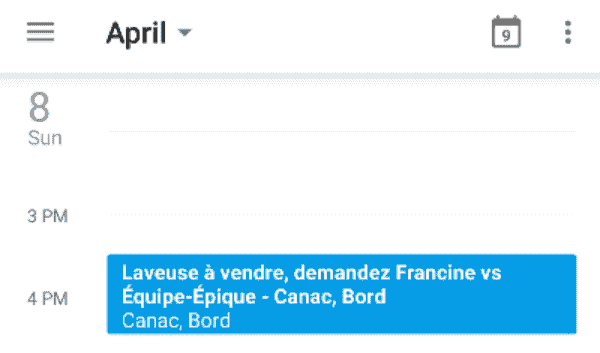 April
9
8
Sun
3 PM
Laveuse à vendre, demandez Francine vs
Équipe-Épique - Canac, Bord
4 PM
Canac, Bord